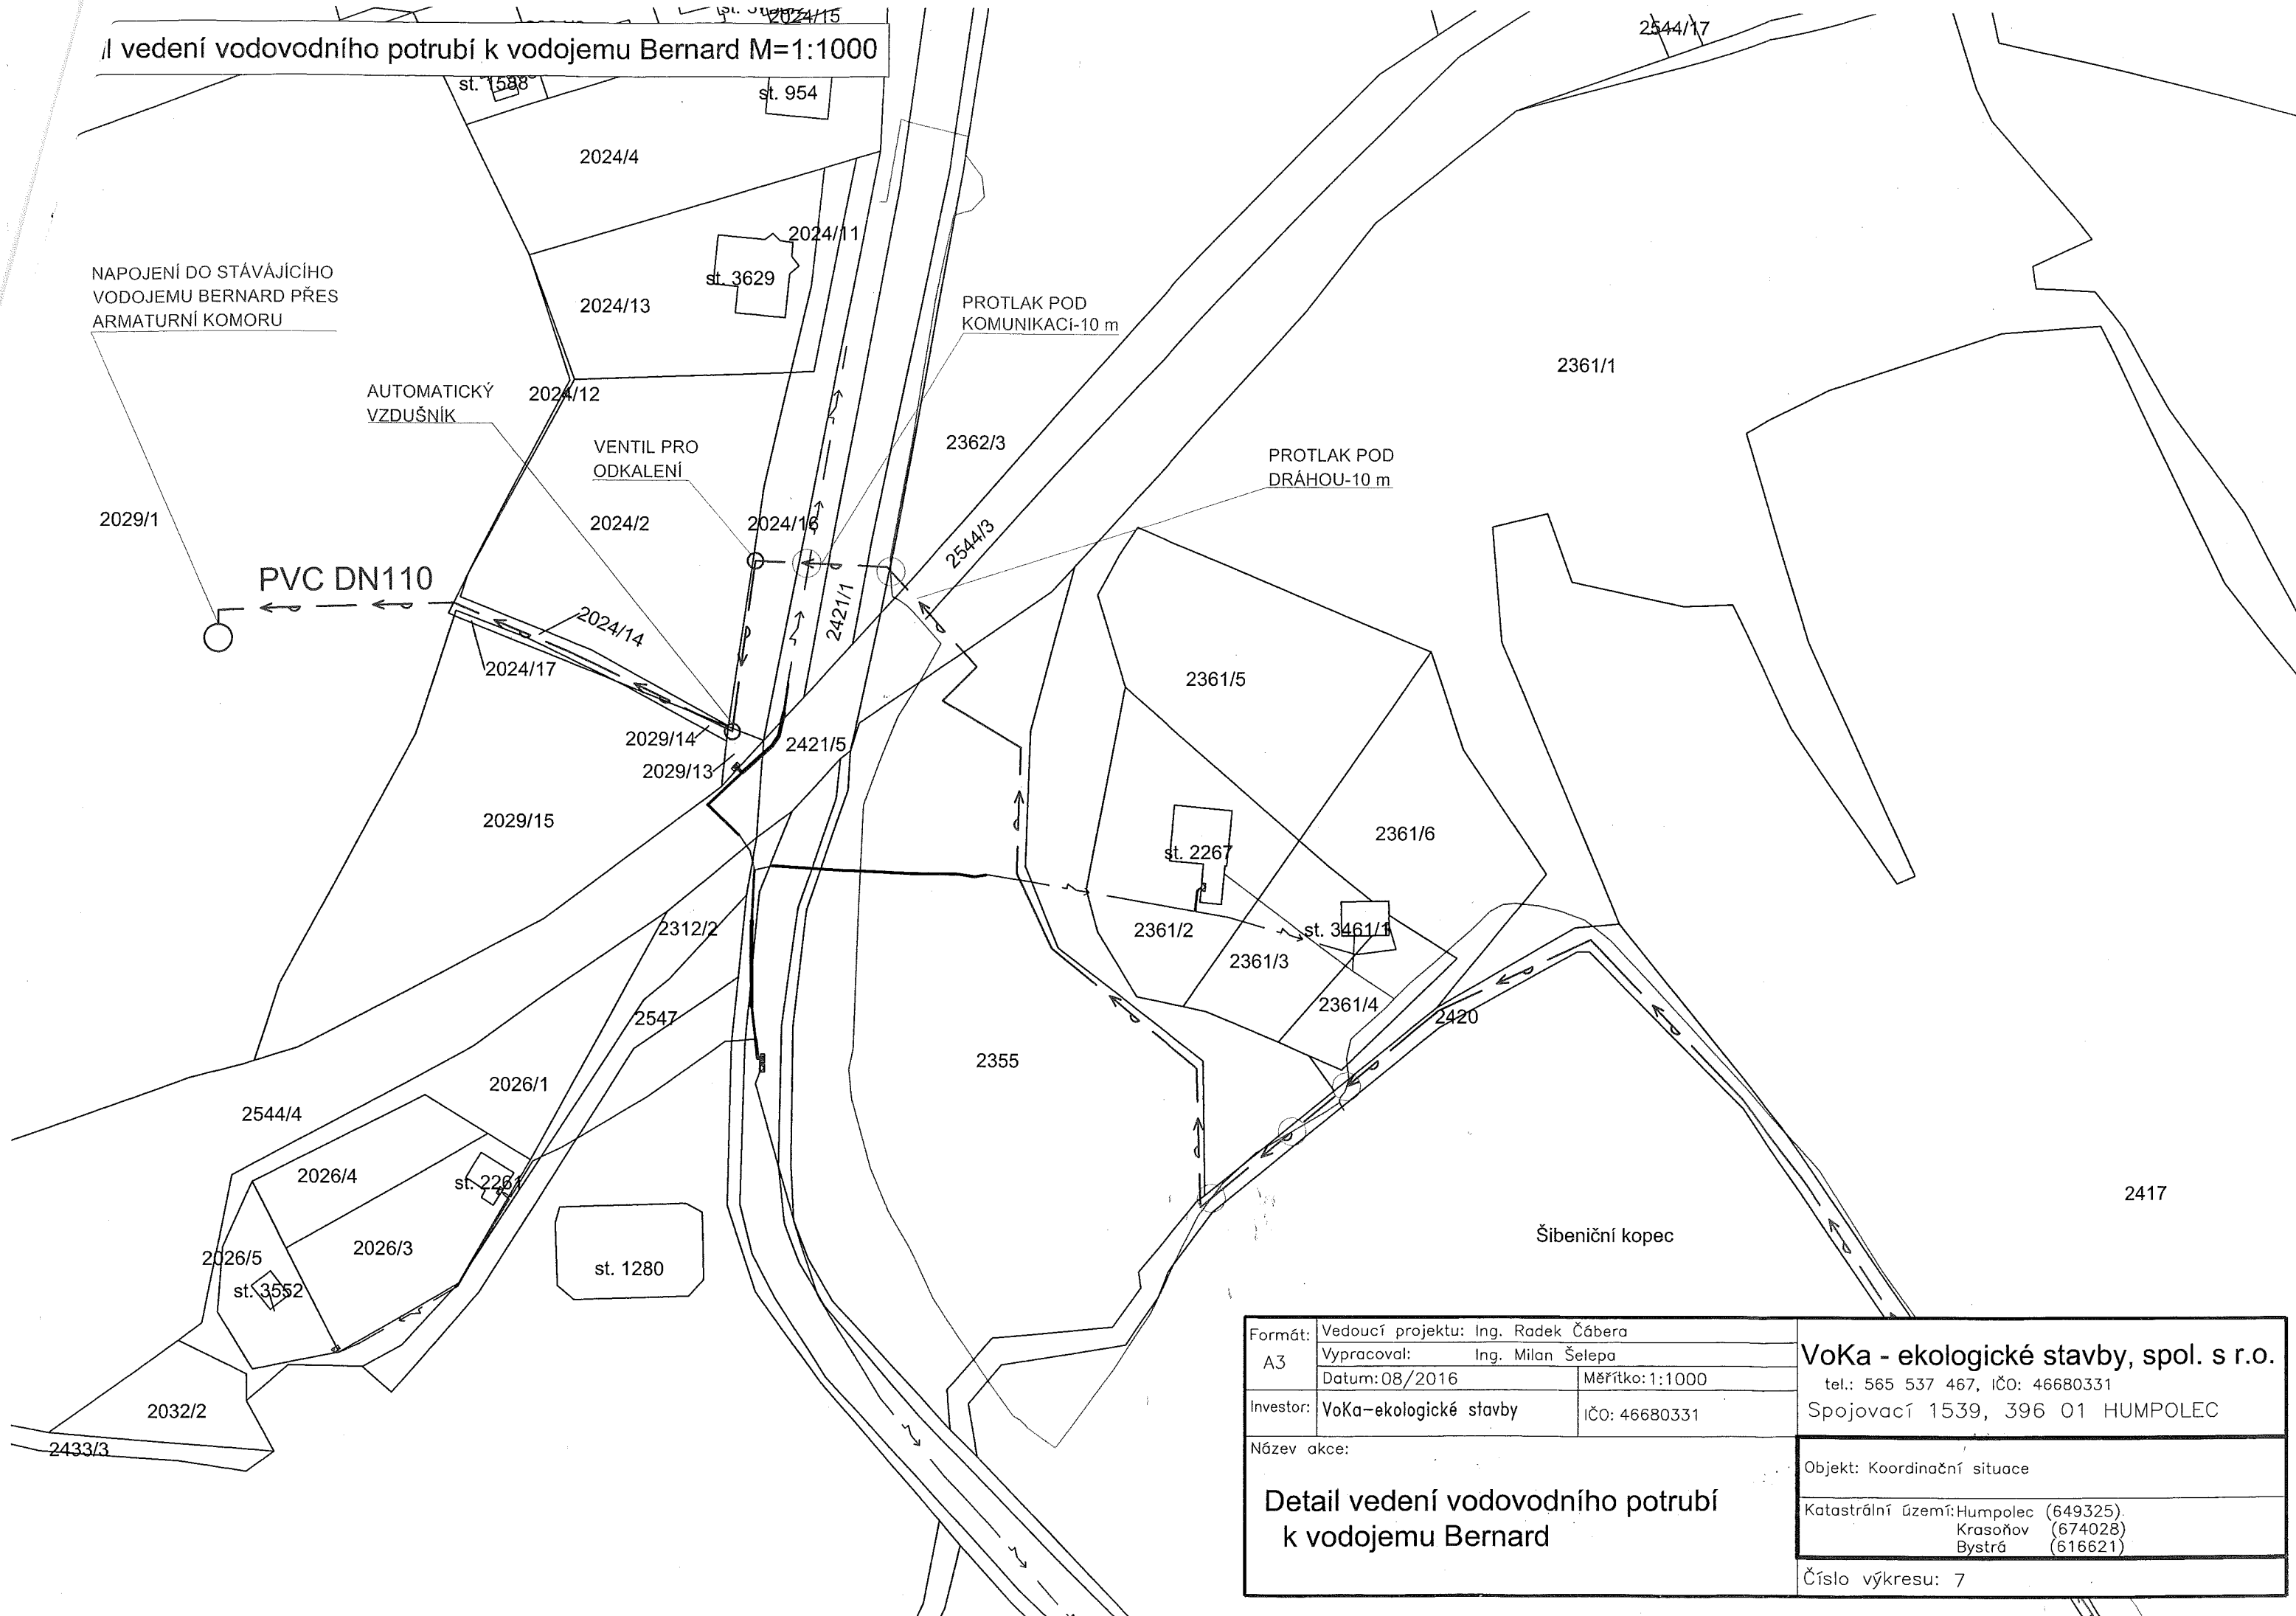 2024/15
vedení vodovodního potrubí k vodojemu Bernard M=1:1000
2544/17
st. 1588
st. 954
2024/4
2024/11
st. 3629
2024/13
NAPOJENÍ DO STÁVÁJÍCÍHO
VODOJEMU BERNARD PŘES
ARMATURNÍ KOMORU
PROTLAK POD
KOMUNIKACÍ-10 m
2361/1
AUTOMATICKÝ
VZDUŠNÍK
2024/12
VENTIL PRO
ODKALENÍ
2362/3
PROTLAK POD
DRÁHOU-10 m
2029/1
2024/2
2024/16
2544/3
PVC DN110
2421/1
2024/14
2024/17
2361/5
2029/14
2421/5
2029/13
2029/15
2361/6
st. 2267
2312/2
2361/2
st. 3461/1
2361/3
2361/4
2420
2547
2355
2026/1
2544/4
2026/4
st. 2261
2417
Šibeniční kopec
2026/3
2026/5
st. 1280
st. 3552
2032/2
2433/3
Formát:
A3
Vedoucí projektu: Ing. Radek Čábera
Vypracoval: Ing. Milan Šelepa
Datum: 08/2016
Měřítko: 1:1000
Investor:
VoKa-ekologické stavby
IČO: 46680331
VoKa - ekologické stavby, spol. s r.o.
tel.: 565 537 467, IČO: 46680331
Spojovací 1539, 396 01 HUMPOLEC
Název akce:
Detail vedení vodovodního potrubí
k vodojemu Bernard
Objekt: Koordinační situace
Katastrální území: Humpolec (649325)
Krasoňov (674028)
Bystrá (616621)
Číslo výkresu: 7